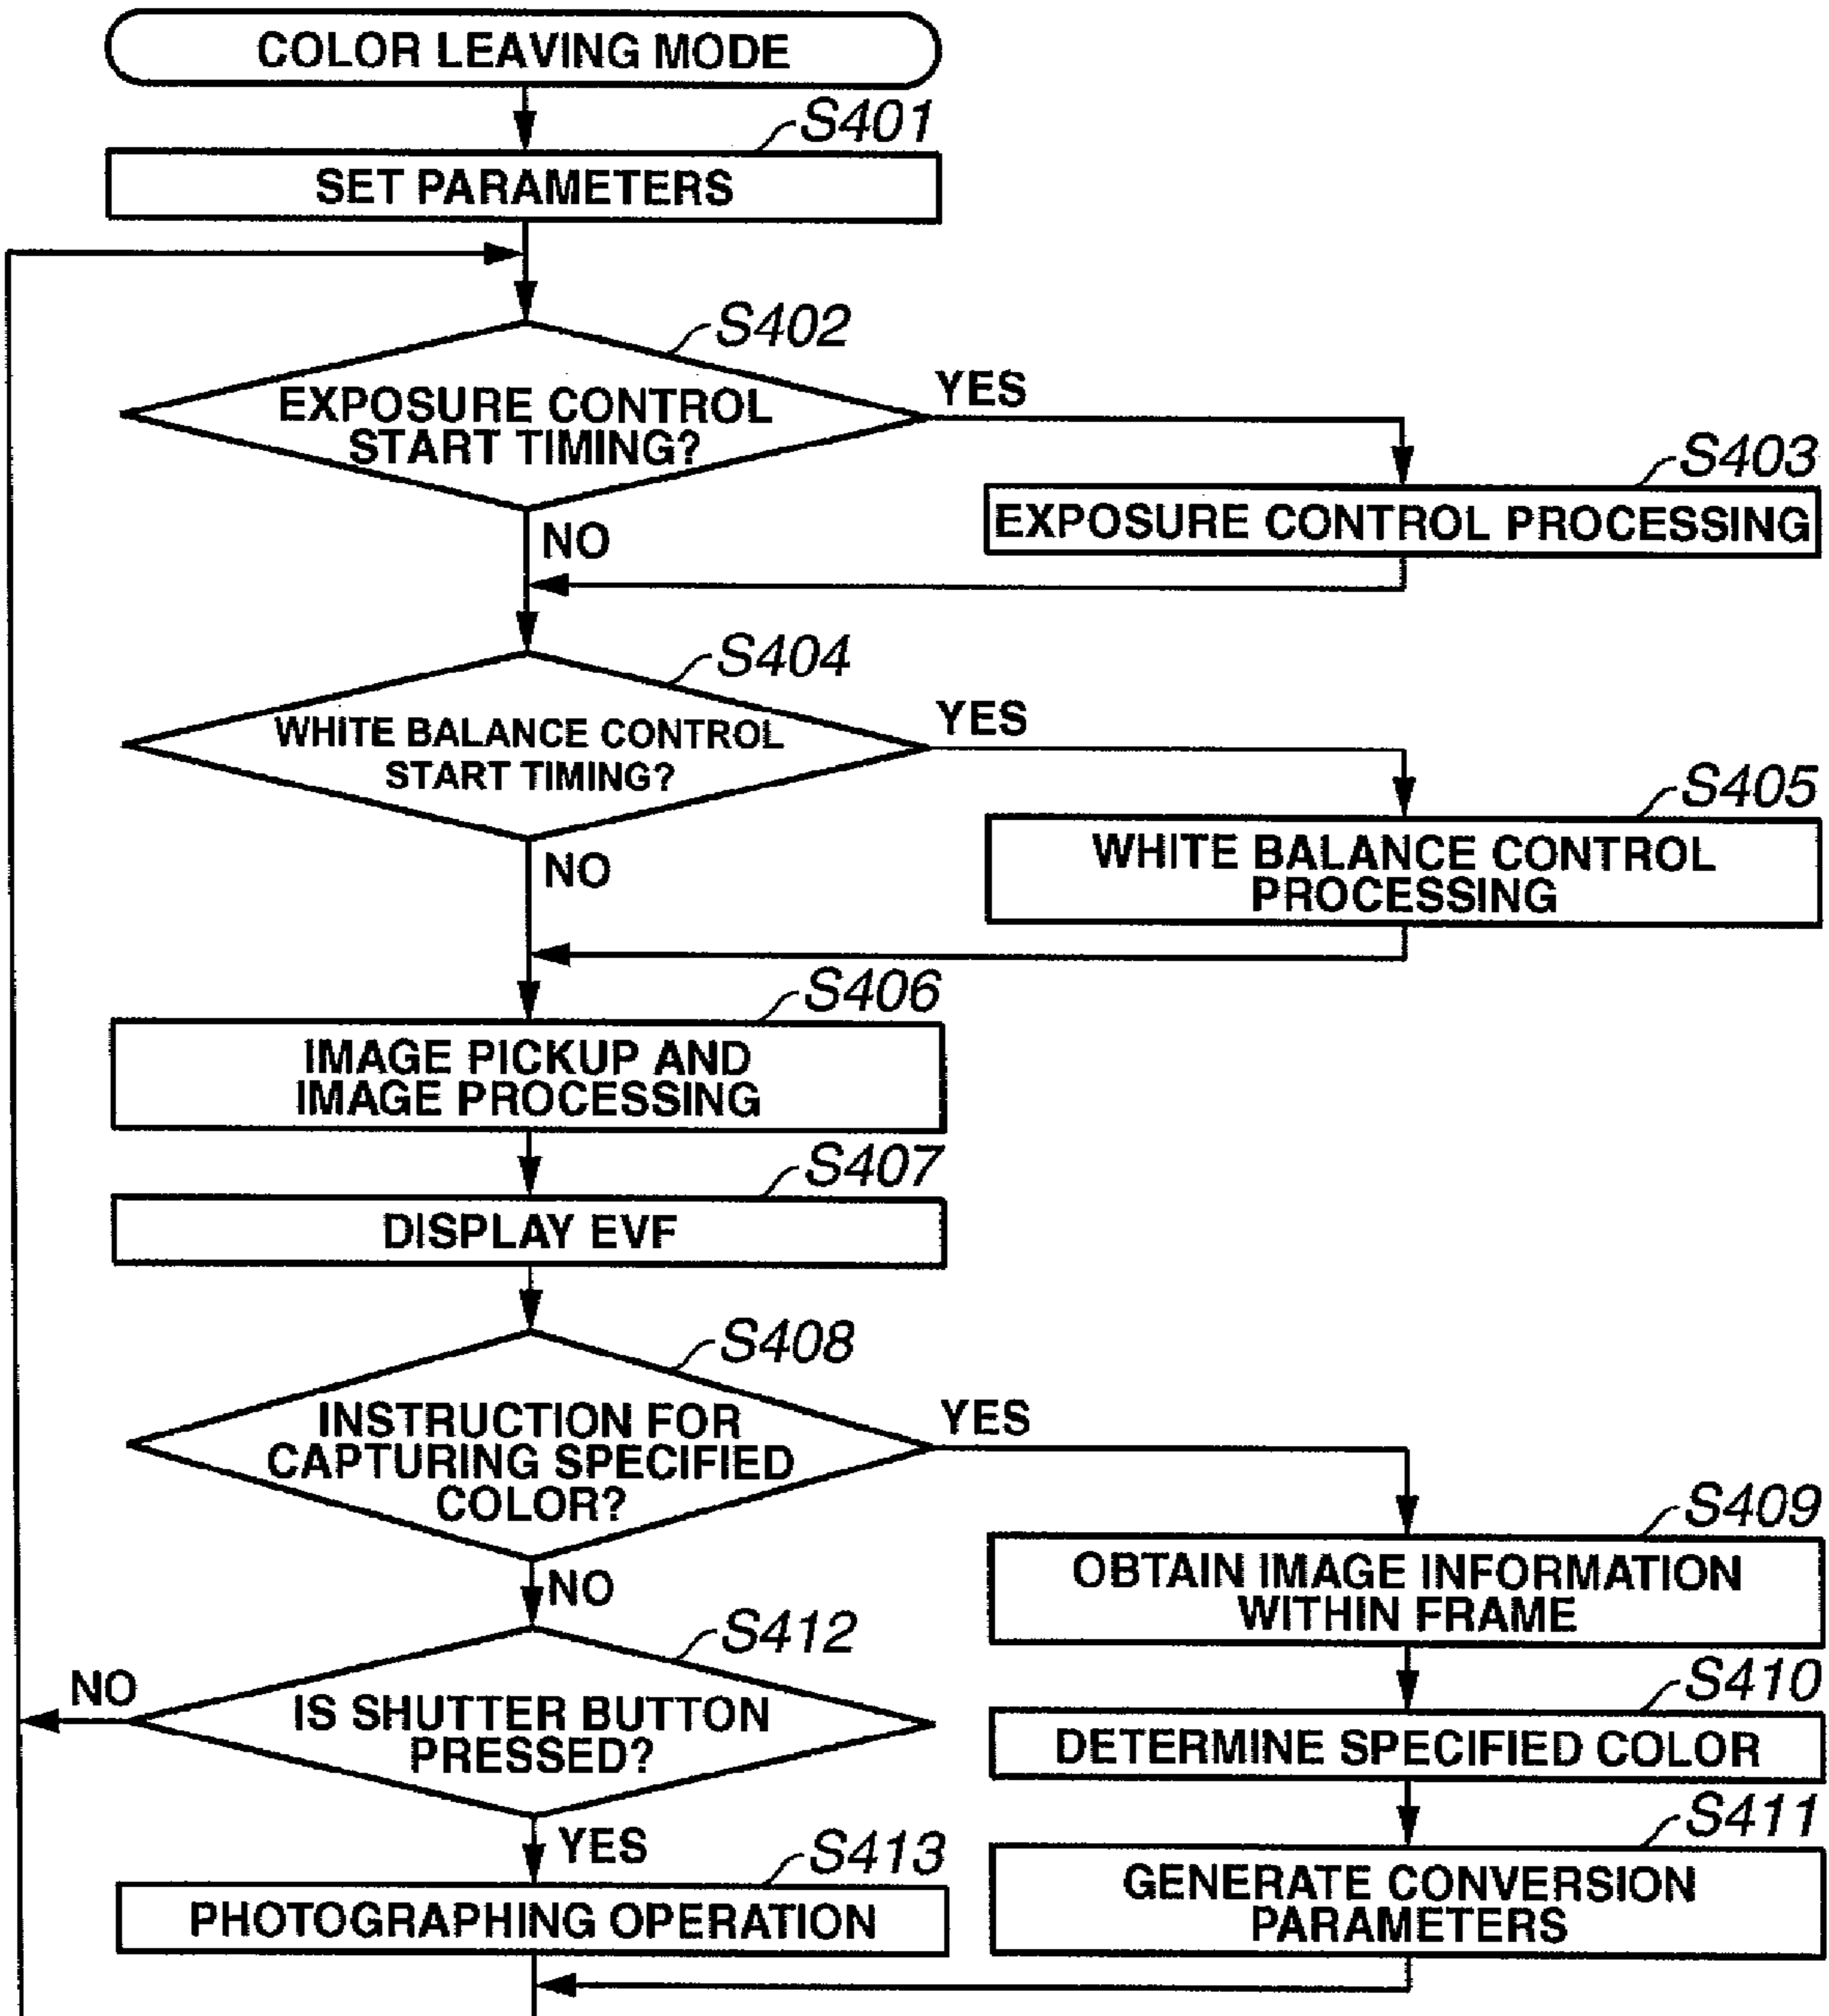 COLOR LEAVING MODE
S401
SET PARAMETERS
S402
EXPOSURE CONTROL
START TIMING?
YES
S403
EXPOSURE CONTROL PROCESSING
NO
S404
WHITE BALANCE CONTROL
START TIMING?
YES
S405
WHITE BALANCE CONTROL
PROCESSING
NO
S406
IMAGE PICKUP AND
IMAGE PROCESSING
S407
DISPLAY EVF
S408
INSTRUCTION FOR
CAPTURING SPECIFIED
COLOR?
YES
S409
OBTAIN IMAGE INFORMATION
WITHIN FRAME
NO
S412
IS SHUTTER BUTTON
PRESSED?
NO
S410
DETERMINE SPECIFIED COLOR
YES
S411
GENERATE CONVERSION
PARAMETERS
S413
PHOTOGRAPHING OPERATION